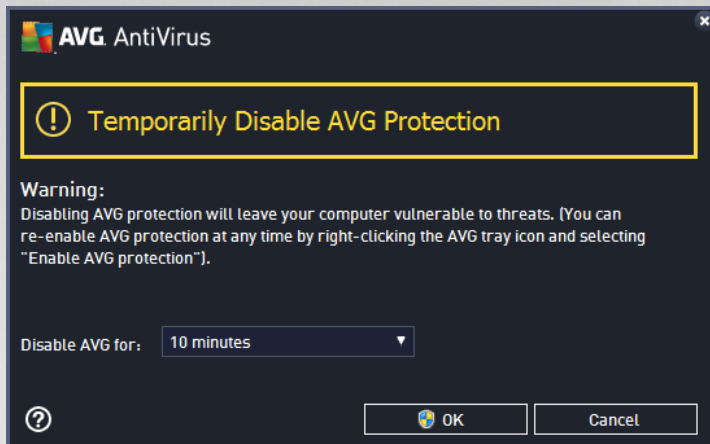 AVG. AntiVirus
Temporarily Disable AVG Protection
Warning:
Disabling AVG protection will leave your computer vulnerable to threats. (You can
re-enable AVG protection at any time by right-clicking the AVG tray icon and selecting
"Enable AVG protection").
Disable AVG for: 10 minutes
OK Cancel